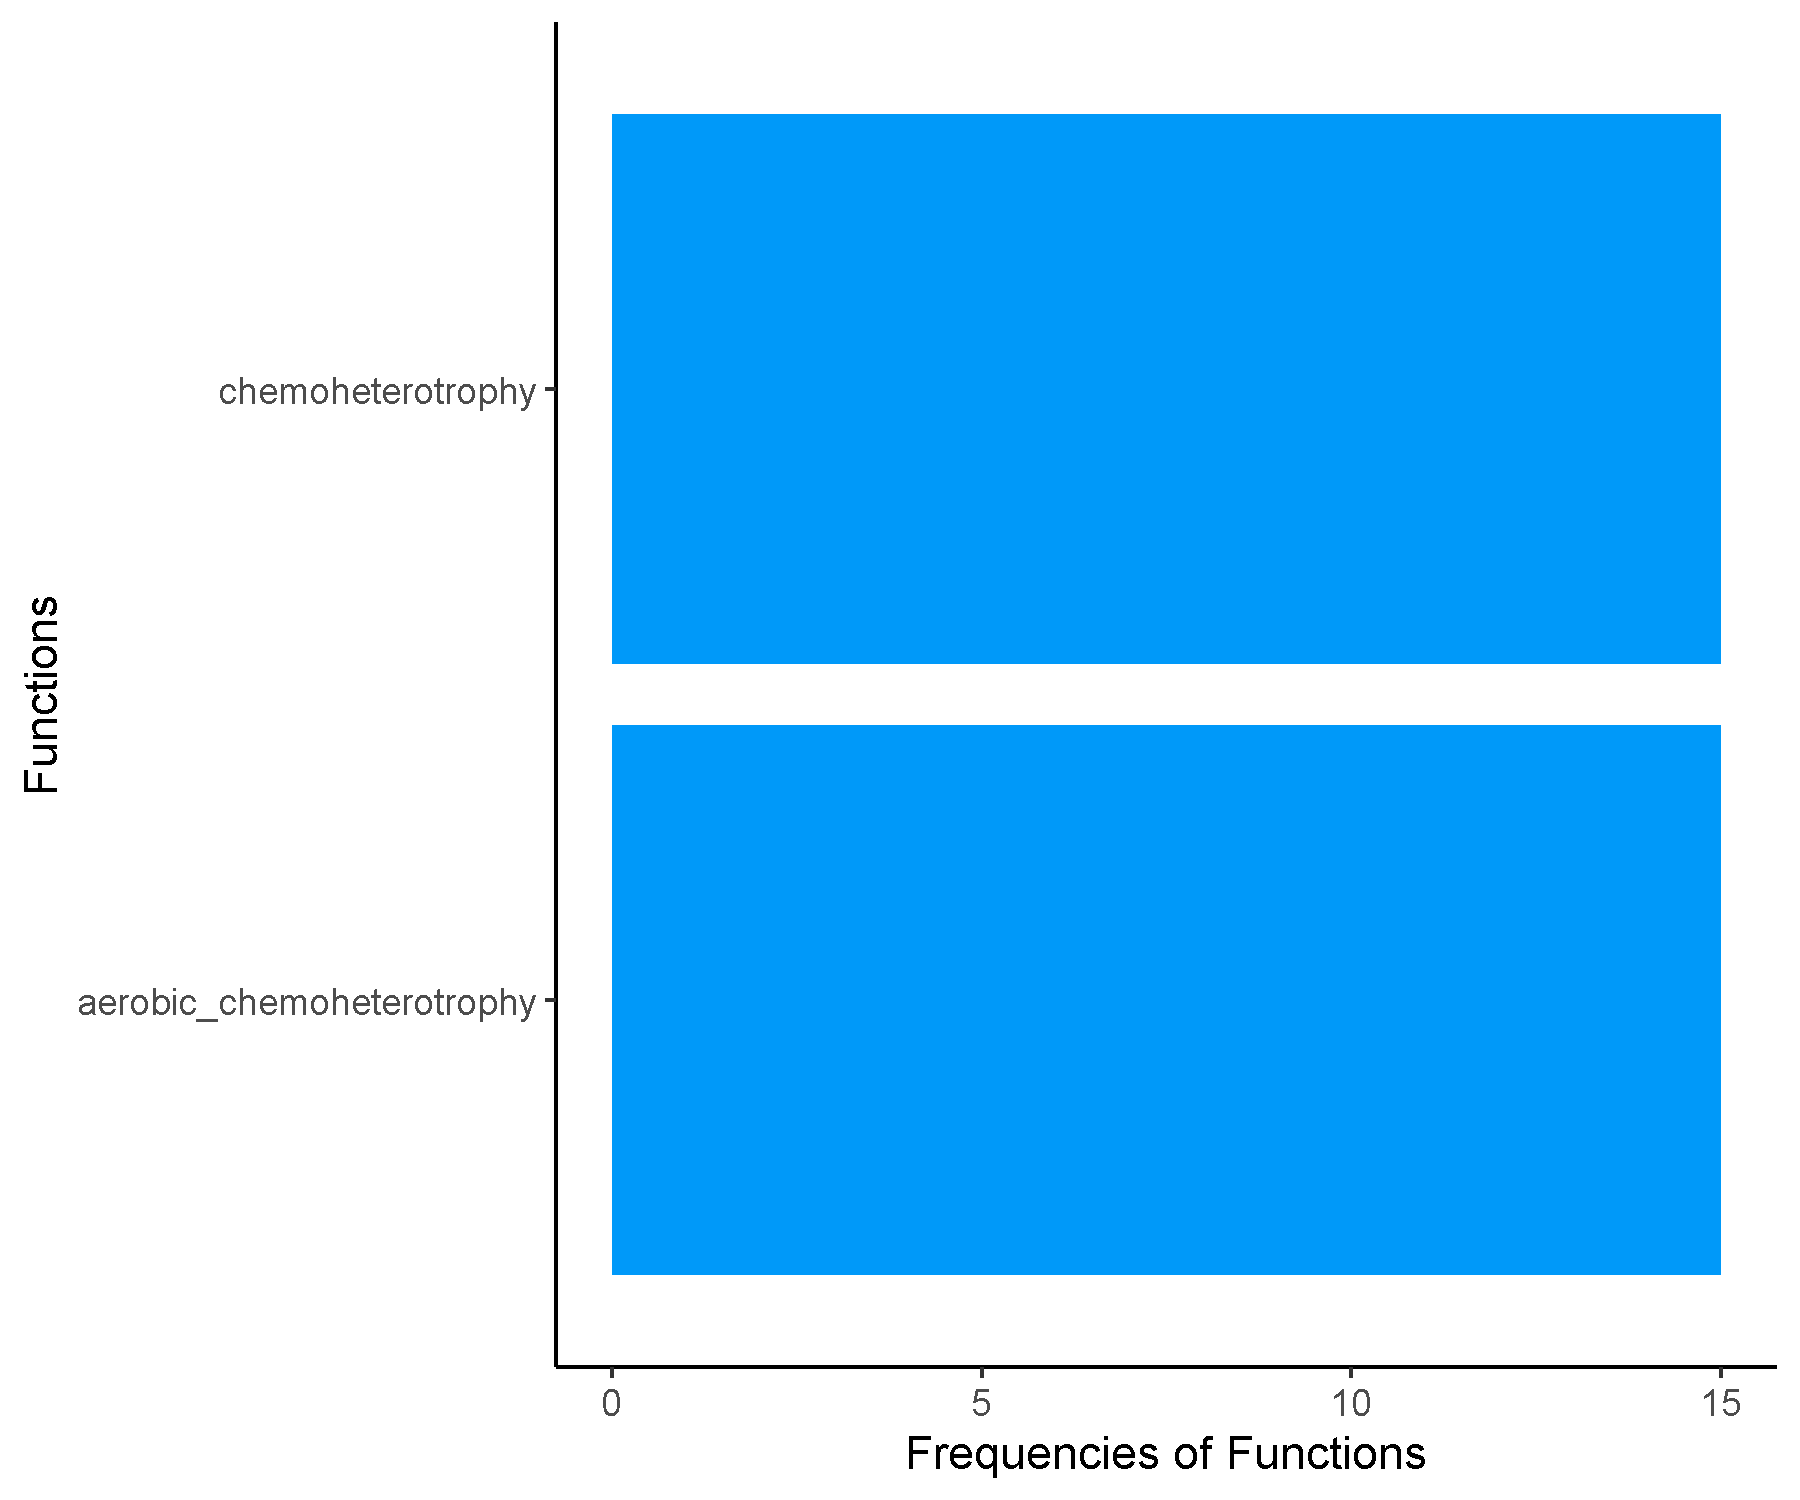 Functions
chemoheterotrophy
aerobic_chemoheterotrophy
0 5 10 15
Frequencies of Functions